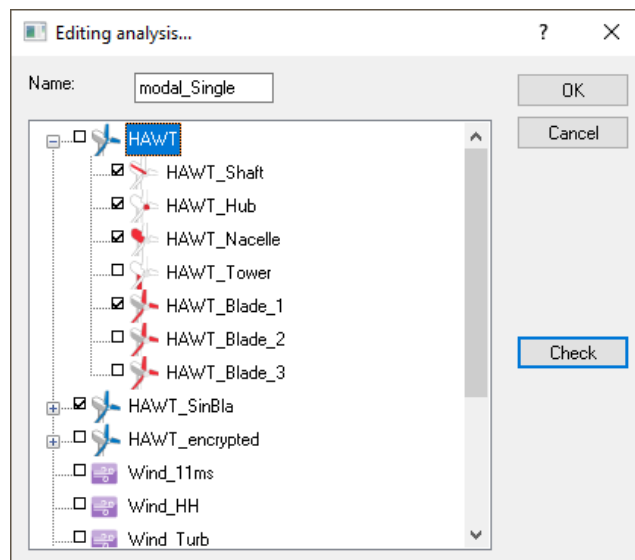 Editing analysis...
?
Name:
modal_Single
OK
Cancel
HAWT
HAWT_Shaft
HAWT_Hub
HAWT_Nacelle
HAWT_Tower
HAWT_Blade_1
HAWT_Blade_2
HAWT_Blade_3
Check
HAWT_SinBla
HAWT_encrypted
Wind_11ms
Wind_HH
Wind_Turb